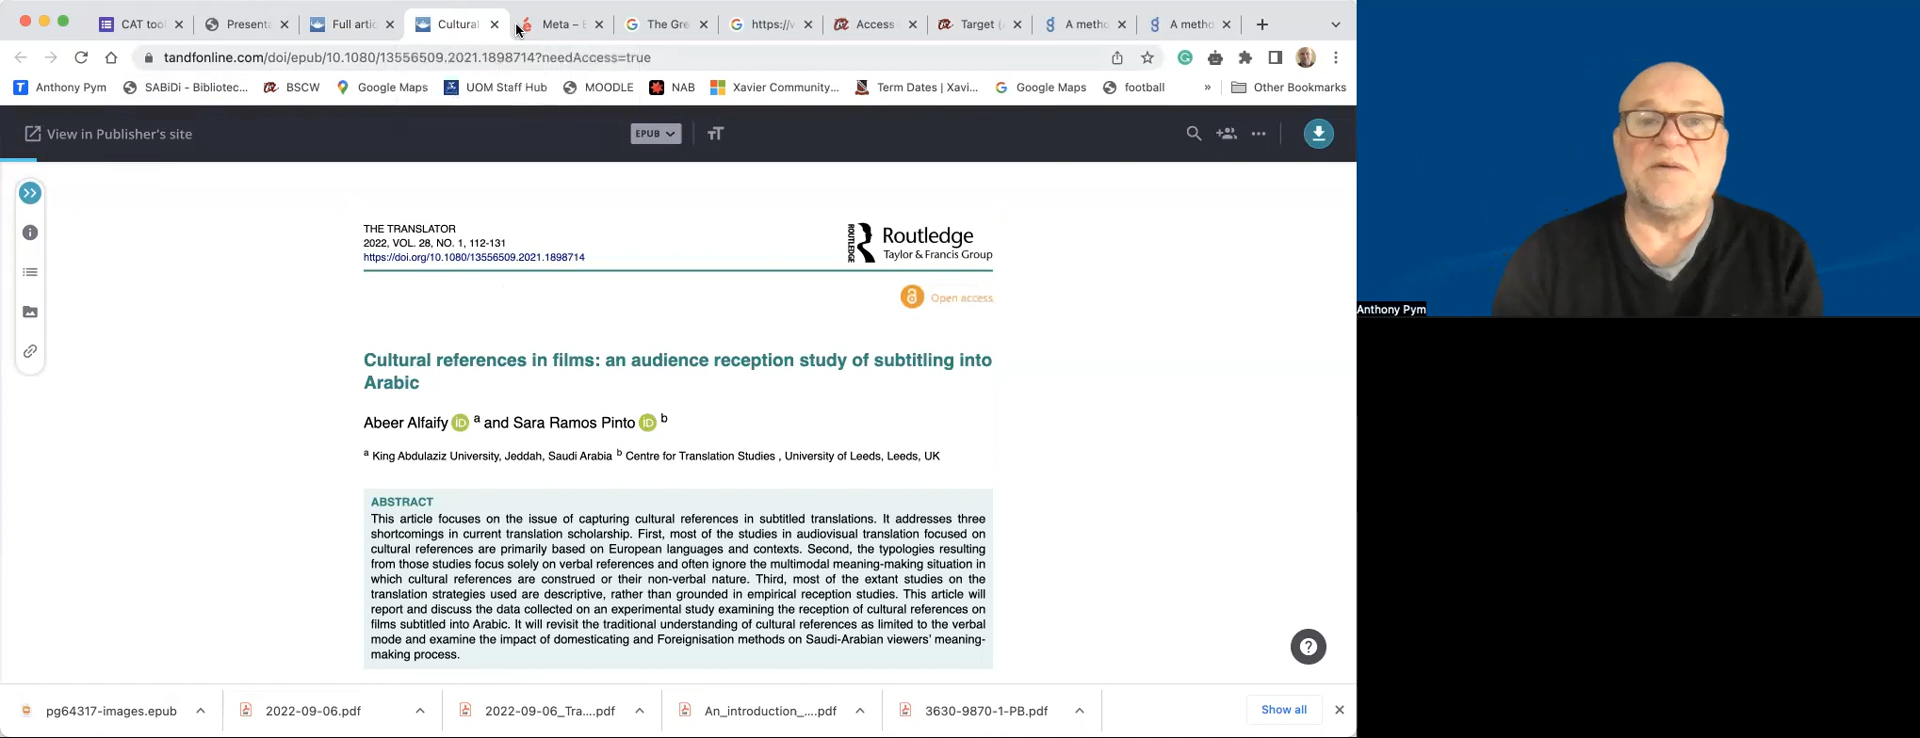 CAT tool
Presenta
Full artic
Cultural
Meta – É
The Gre
https://v
Access
Target (
A metho
A metho
tandfonline.com/doi/epub/10.1080/13556509.2021.1898714?needAccess=true
Anthony Pym
SABiDi - Bibliotec...
BSCW
Google Maps
UOM Staff Hub
MOODLE
NAB
Xavier Community...
Term Dates | Xavi...
Google Maps
football
»
Other Bookmarks
View in Publisher's site
EPUB
THE TRANSLATOR
2022, VOL. 28, NO. 1, 112-131
https://doi.org/10.1080/13556509.2021.1898714
ROUTLEDGE
Routledge
Taylor & Francis Group
Open access
Cultural references in films: an audience reception study of subtitling into
Arabic
Abeer Alfaify iD a and Sara Ramos Pinto iD b
a King Abdulaziz University, Jeddah, Saudi Arabia b Centre for Translation Studies , University of Leeds, Leeds, UK
ABSTRACT
This article focuses on the issue of capturing cultural references in subtitled translations. It addresses three
shortcomings in current translation scholarship. First, most of the studies in audiovisual translation focused on
cultural references are primarily based on European languages and contexts. Second, the typologies resulting
from those studies focus solely on verbal references and often ignore the multimodal meaning-making situation in
which cultural references are construed or their non-verbal nature. Third, most of the extant studies on the
translation strategies used are descriptive, rather than grounded in empirical reception studies. This article will
report and discuss the data collected on an experimental study examining the reception of cultural references on
films subtitled into Arabic. It will revisit the traditional understanding of cultural references as limited to the verbal
mode and examine the impact of domesticating and Foreignisation methods on Saudi-Arabian viewers' meaning-
making process.
pg64317-images.epub
2022-09-06.pdf
2022-09-06_Tra....pdf
An_introduction_....pdf
3630-9870-1-PB.pdf
Show all
Anthony Pym